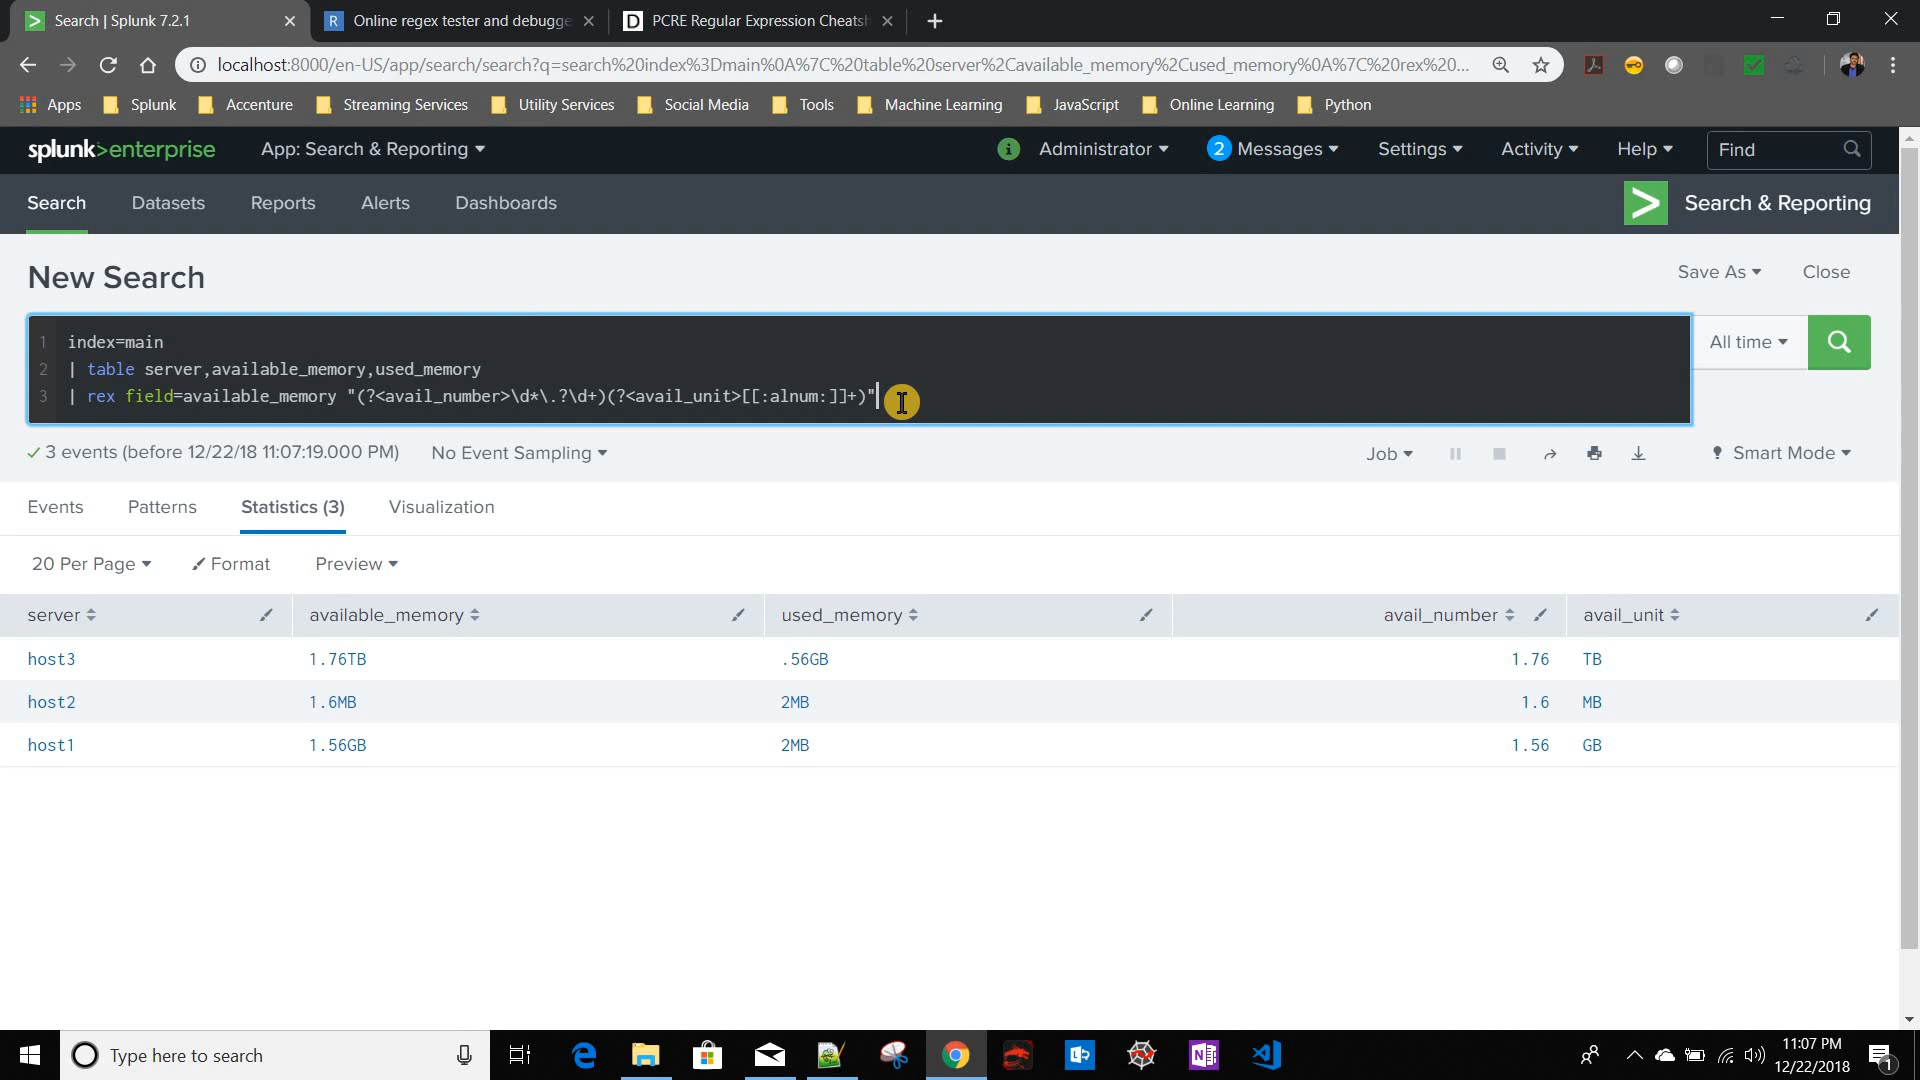 Search | Splunk 7.2.1
Online regex tester and debugge
PCRE Regular Expression Cheatsh
localhost:8000/en-US/app/search/search?q=search%20index%3Dmain%0A%7C%20table%20server%2Cavailable_memory%2Cused_memory%0A%7C%20rex%20...
Apps Splunk Accenture Streaming Services Utility Services Social Media Tools Machine Learning JavaScript Online Learning Python
splunk>enterprise App: Search & Reporting Administrator 2 Messages Settings Activity Help Find
Search Datasets Reports Alerts Dashboards Search & Reporting
New Search
Save As Close
1 index=main
All time
2 | table server,available_memory,used_memory
3 | rex field=available_memory "(?<avail_number>\d*\.?\d+)(?<avail_unit>[[:alnum:]]+)"
3 events (before 12/22/18 11:07:19.000 PM) No Event Sampling Job Smart Mode
Events Patterns Statistics (3) Visualization
20 Per Page Format Preview
server available_memory used_memory avail_number avail_unit
host3 1.76TB .56GB 1.76 TB
host2 1.6MB 2MB 1.6 MB
host1 1.56GB 2MB 1.56 GB
Type here to search
11:07 PM
12/22/2018
1